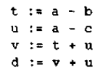 t := a - b
u := a - c
v := t + u
d := v + u